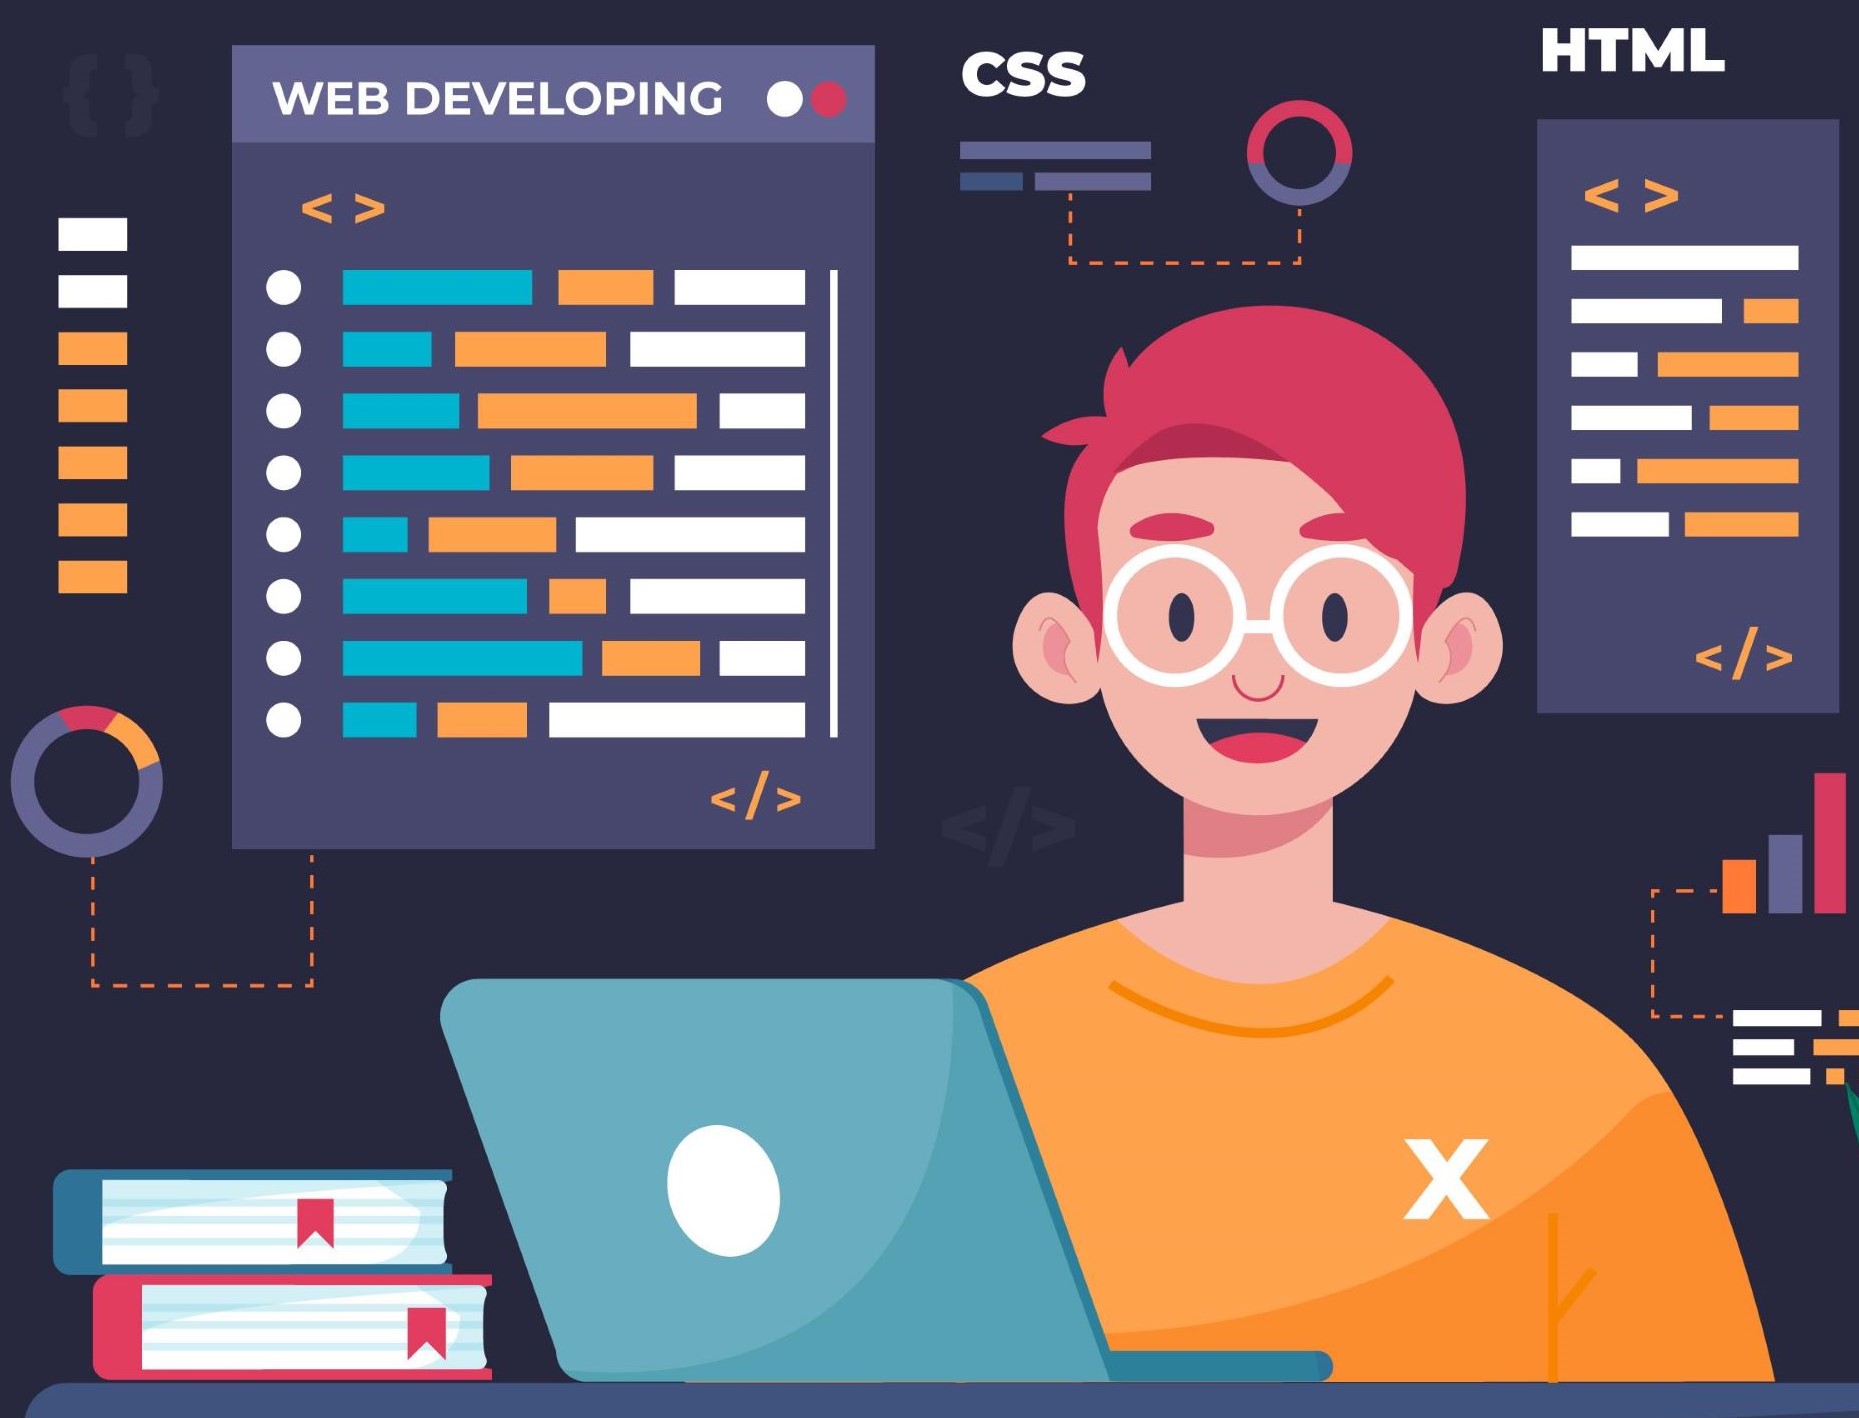 { }
WEB DEVELOPING
< >
</>
CSS
HTML
< >
</>
</>
X